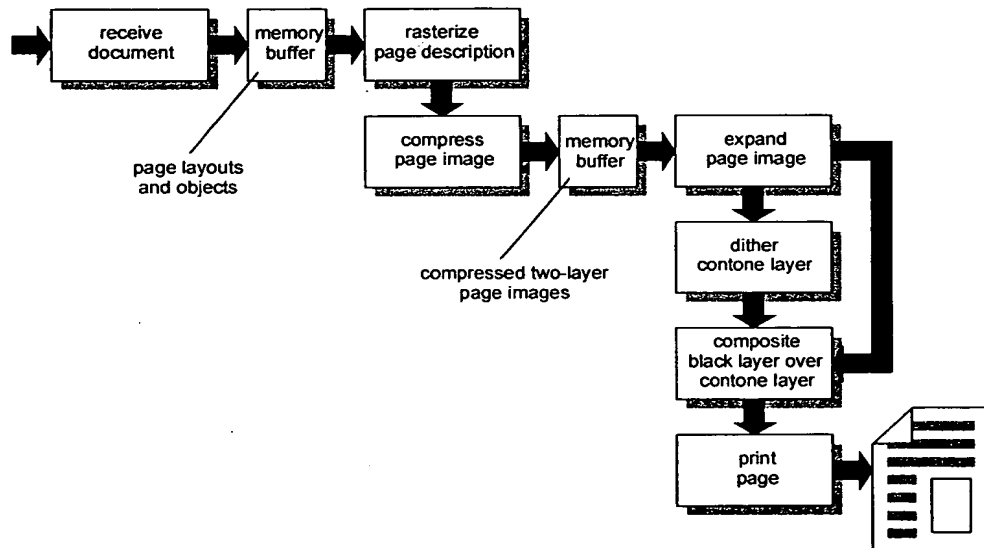 receive
document
memory
buffer
rasterize
page description
page layouts
and objects
compress
page image
memory
buffer
expand
page image
compressed two-layer
page images
dither
contone layer
composite
black layer over
contone layer
print
page